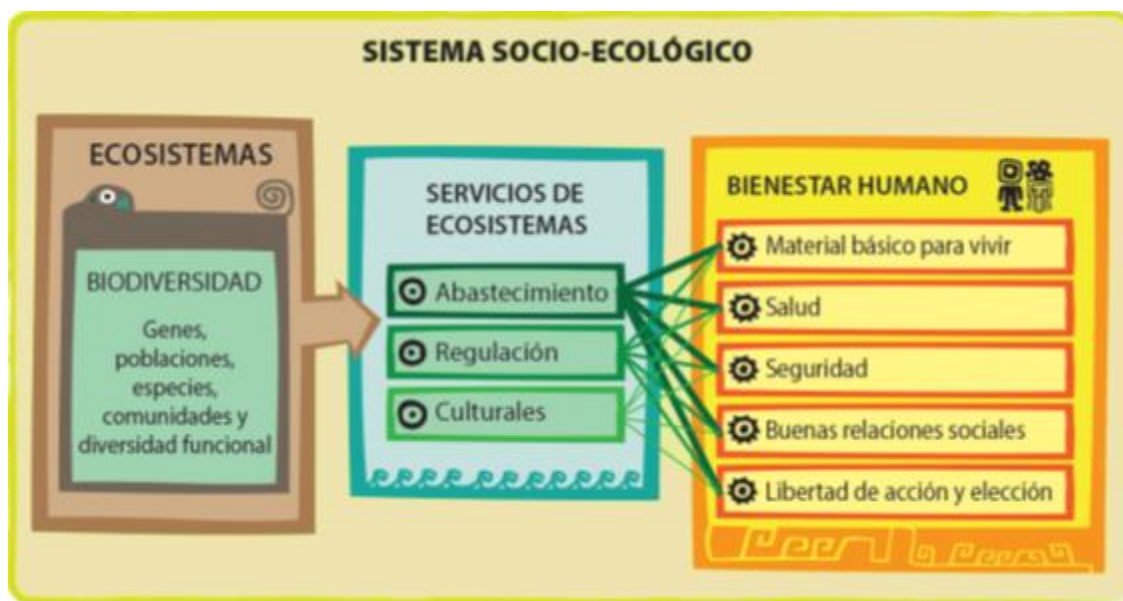 SISTEMA SOCIO-ECOLÓGICO
ECOSISTEMAS
BIODIVERSIDAD
Genes,
poblaciones,
especies,
comunidades y
diversidad funcional
SERVICIOS DE
ECOSISTEMAS
Abastecimiento
Regulación
Culturales
BIENESTAR HUMANO
Material básico para vivir
Salud
Seguridad
Buenas relaciones sociales
Libertad de acción y elección